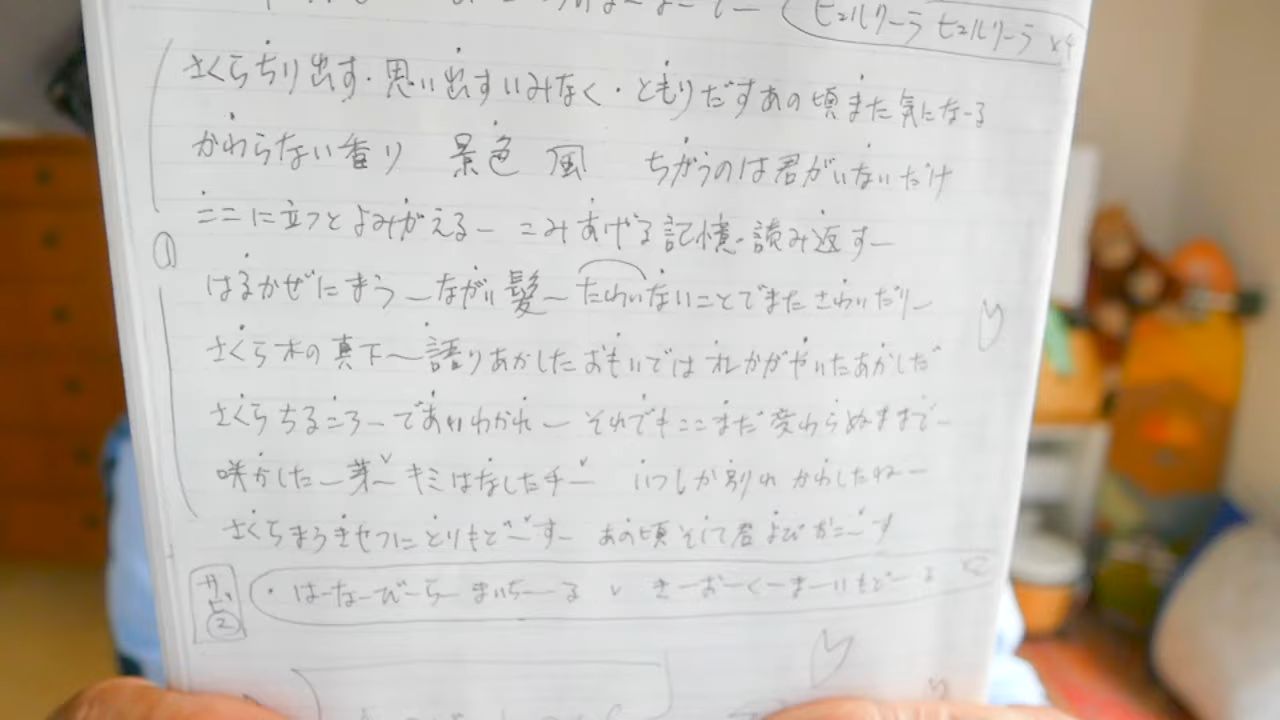 ヒュルリーラ ヒュルリーラ ×4
さくらちり出す・思い出すいみなく・ともりだすあの頃また気になーる
かわらない香り 景色 風 ちがうのは君がいないだけ
ここに立つとよみがえるー こみあげる記憶ー読み返すー
①
はるかぜにまう〜ながい髪〜たわいないことでまたさわいだりー
さくら木の真下〜語りあかしたおもいではオレかがやいたあかしだ
さくらちるころーであいわかれー それでもここまだ変わらぬままでー
咲かしたー芽〜キミはなした手ー いつしか別れ かわしたねー
さくらまうきせつにとりもど〜すー あの頃そして君よびおこーす
サビ②
・はーなーびーらー まいちーーる ∨ きーおーくーまーいもどーーる ×2